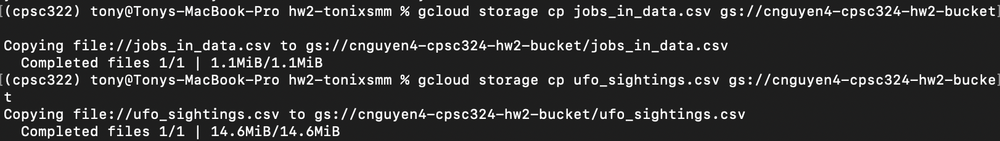 [(cpsc322) tony@Tonys-MacBook-Pro hw2-tonixsmm % gcloud storage cp jobs_in_data.csv gs://cnguyen4-cpsc324-hw2-bucket]
Copying file://jobs_in_data.csv to gs://cnguyen4-cpsc324-hw2-bucket/jobs_in_data.csv
Completed files 1/1 | 1.1MiB/1.1MiB
[(cpsc322) tony@Tonys-MacBook-Pro hw2-tonixsmm % gcloud storage cp ufo_sightings.csv gs://cnguyen4-cpsc324-hw2-bucke]
t
Copying file://ufo_sightings.csv to gs://cnguyen4-cpsc324-hw2-bucket/ufo_sightings.csv
Completed files 1/1 | 14.6MiB/14.6MiB